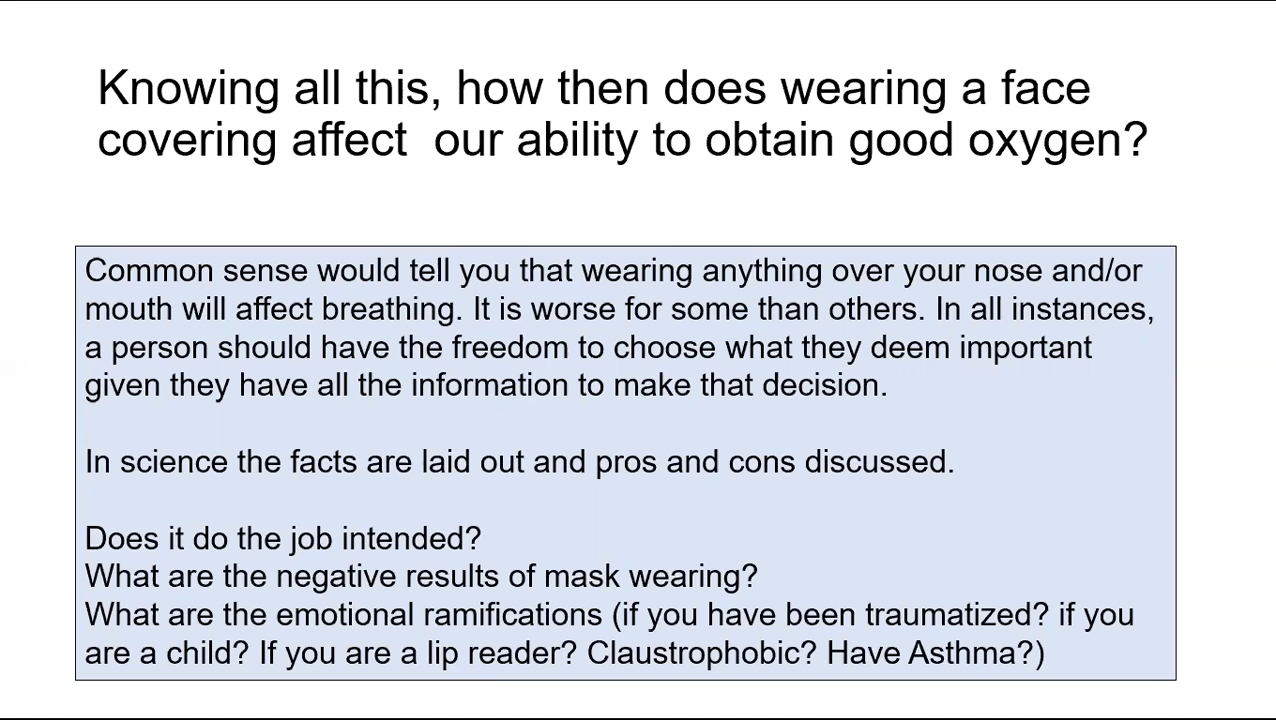 Knowing all this, how then does wearing a face
covering affect  our ability to obtain good oxygen?
Common sense would tell you that wearing anything over your nose and/or
mouth will affect breathing. It is worse for some than others. In all instances,
a person should have the freedom to choose what they deem important
given they have all the information to make that decision.
In science the facts are laid out and pros and cons discussed.
Does it do the job intended?
What are the negative results of mask wearing?
What are the emotional ramifications (if you have been traumatized? if you
are a child? If you are a lip reader? Claustrophobic? Have Asthma?)